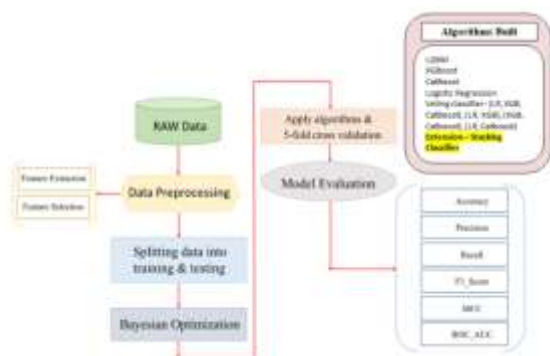 RAW Data
Feature Extraction
Feature Selection
Data Preprocessing
Splitting data into
training & testing
Bayesian Optimization
Apply algorithms &
5-fold cross validation
Model Evaluation
Algorithms Built
LGBM
XGBoost
CatBoost
Logistic Regression
Voting classifier- (LR, XGB,
CatBoost), (LR, XGB), (XGB,
CatBoost), (LR, Catboost)
Extension- Stacking
Classifier
Accuracy
Precision
Recall
F1_Score
MCC
ROC_AUC